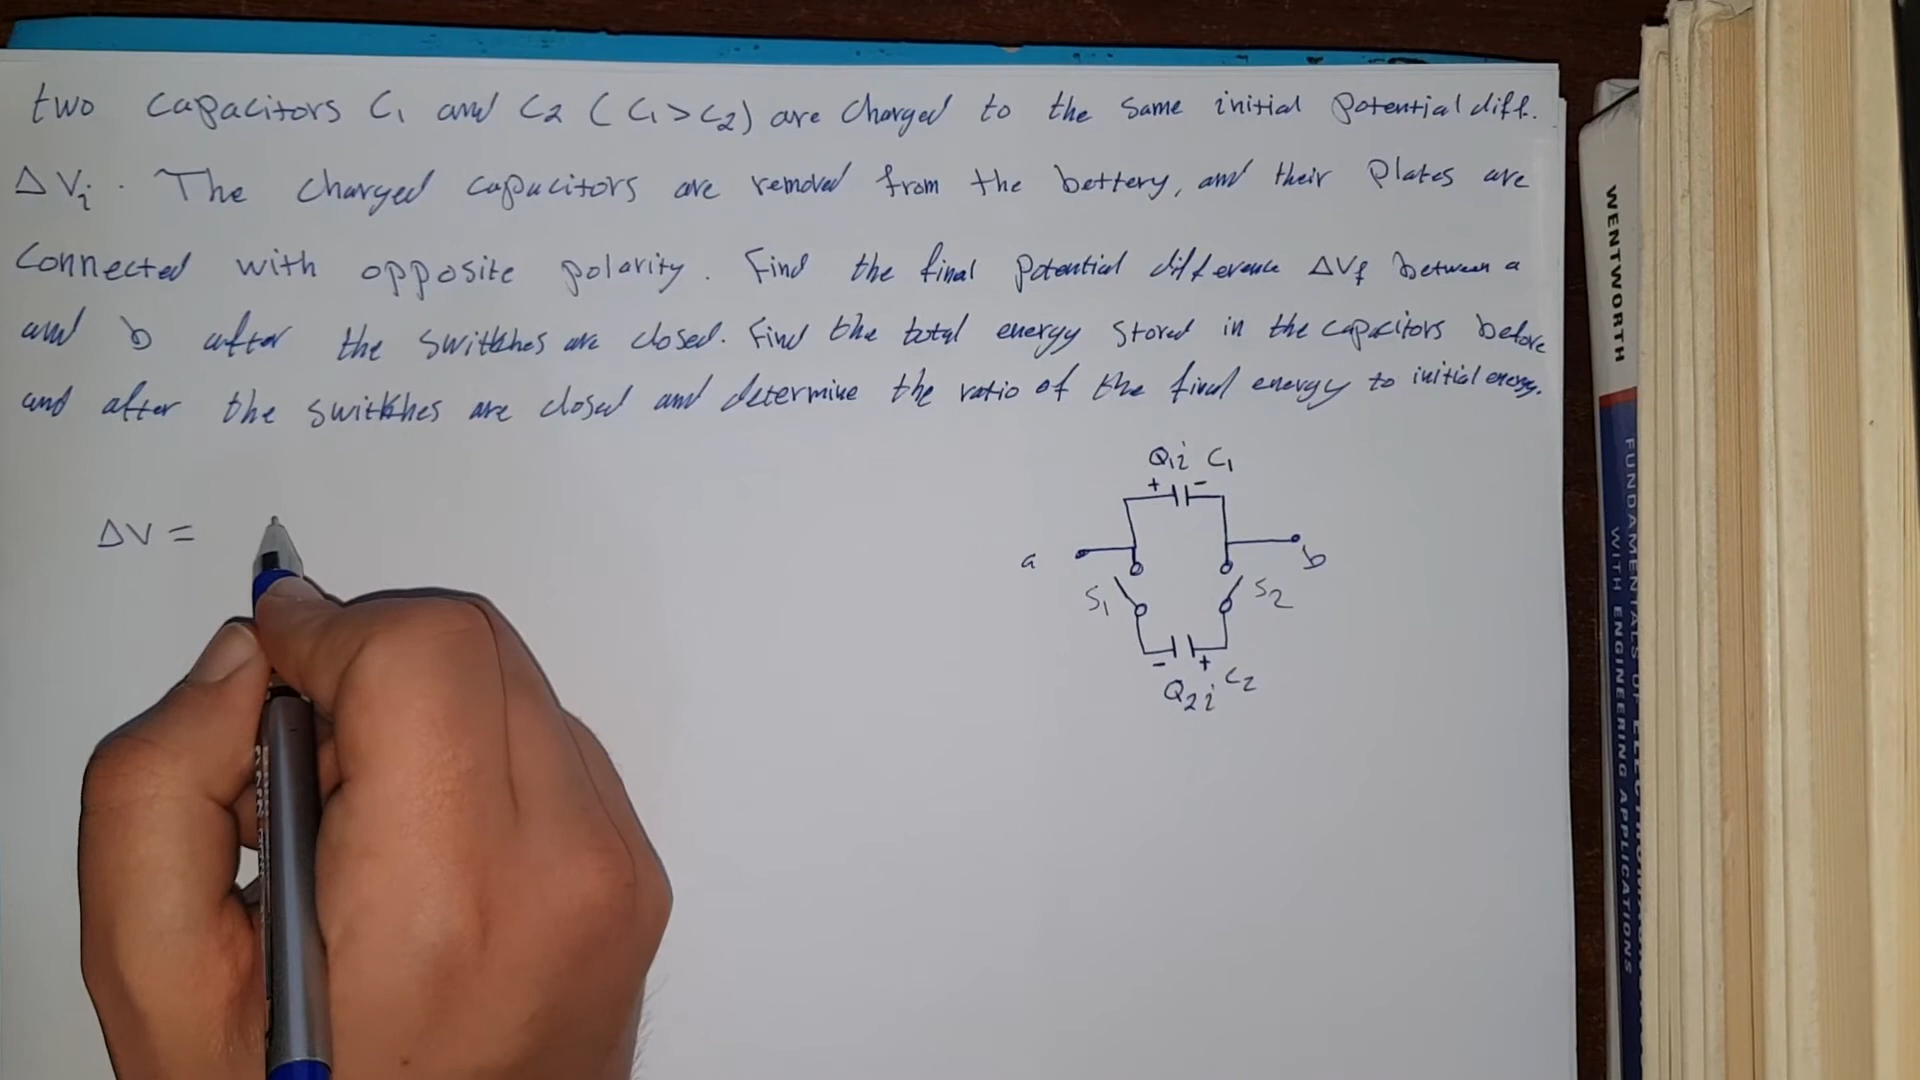 two capacitors C1 and C2 (C1 > C2) are charged to the same initial potential diff.
ΔVi. The charged capacitors are removed from the bettery, and their plates are
Connected with opposite polarity. Find the final potential difference ΔVf between a
and b after the switches are closed. Find the total energy stored in the capacitors before
and after the switches are closed and determine the ratio of the final energy to initial energy.
Q1i C1
+ -
ΔV =
a
b
S1
S2
- +
Q2i C2
WENTWORTH
FUNDAMENTALS OF
WITH ENGINEERING APPLICATIONS